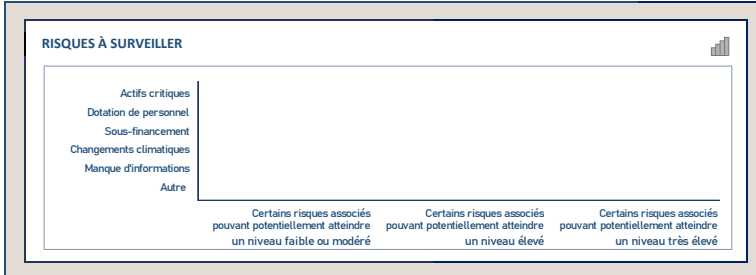 RISQUES À SURVEILLER
Actifs critiques
Dotation de personnel
Sous-financement
Changements climatiques
Manque d'informations
Autre
Certains risques associés
pouvant potentiellement atteindre
un niveau faible ou modéré
Certains risques associés
pouvant potentiellement atteindre
un niveau élevé
Certains risques associés
pouvant potentiellement atteindre
un niveau très élevé